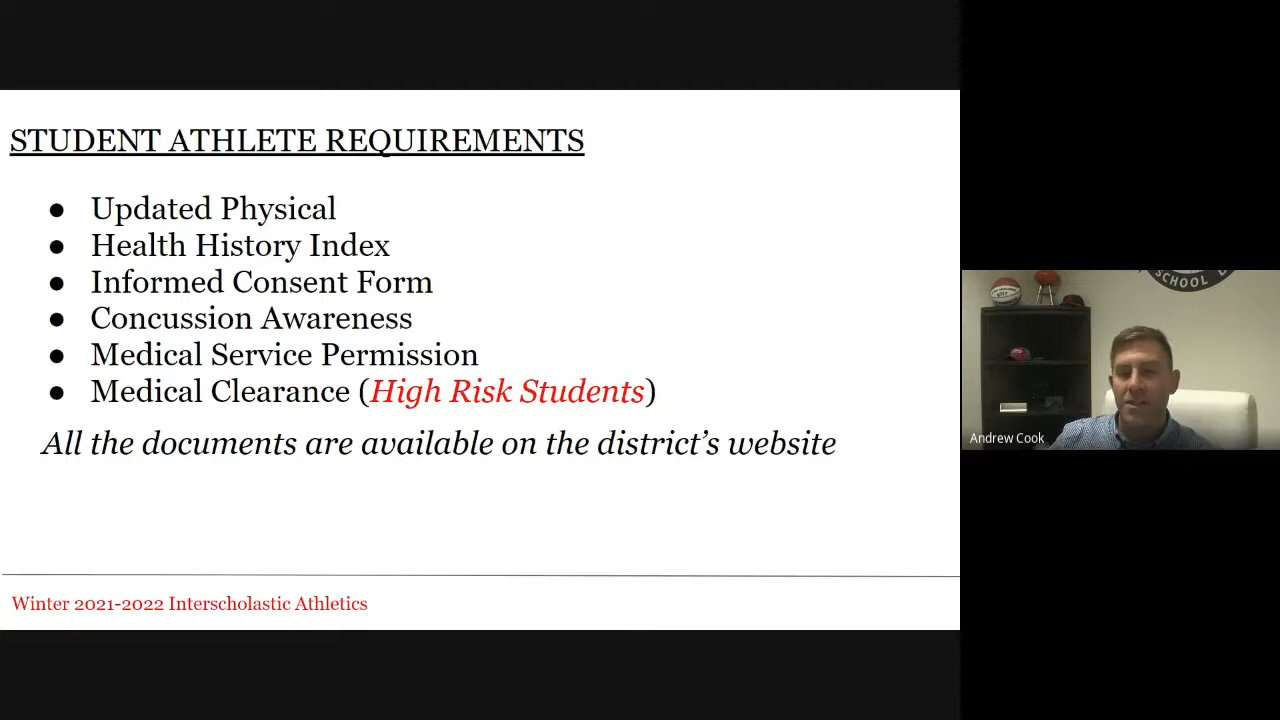 STUDENT ATHLETE REQUIREMENTS
● Updated Physical
● Health History Index
● Informed Consent Form
● Concussion Awareness
● Medical Service Permission
● Medical Clearance (High Risk Students)
All the documents are available on the district’s website
Winter 2021-2022 Interscholastic Athletics
SCHOOL D
Andrew Cook